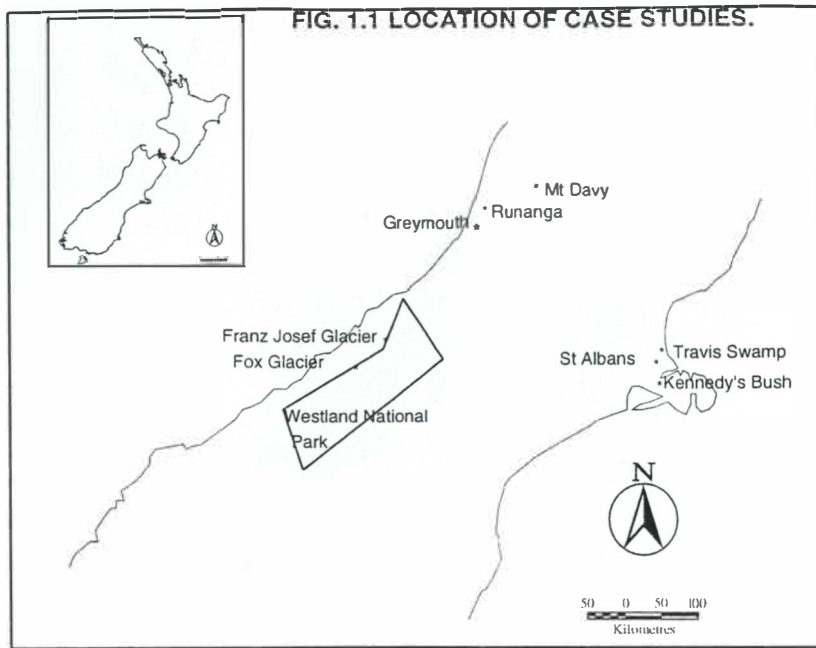 FIG. 1.1 LOCATION OF CASE STUDIES.
N
Mt Davy
Runanga
Greymouth
Franz Josef Glacier
Fox Glacier
Westland National
Park
St Albans
Travis Swamp
Kennedy's Bush
N
50 0 50 100
Kilometres